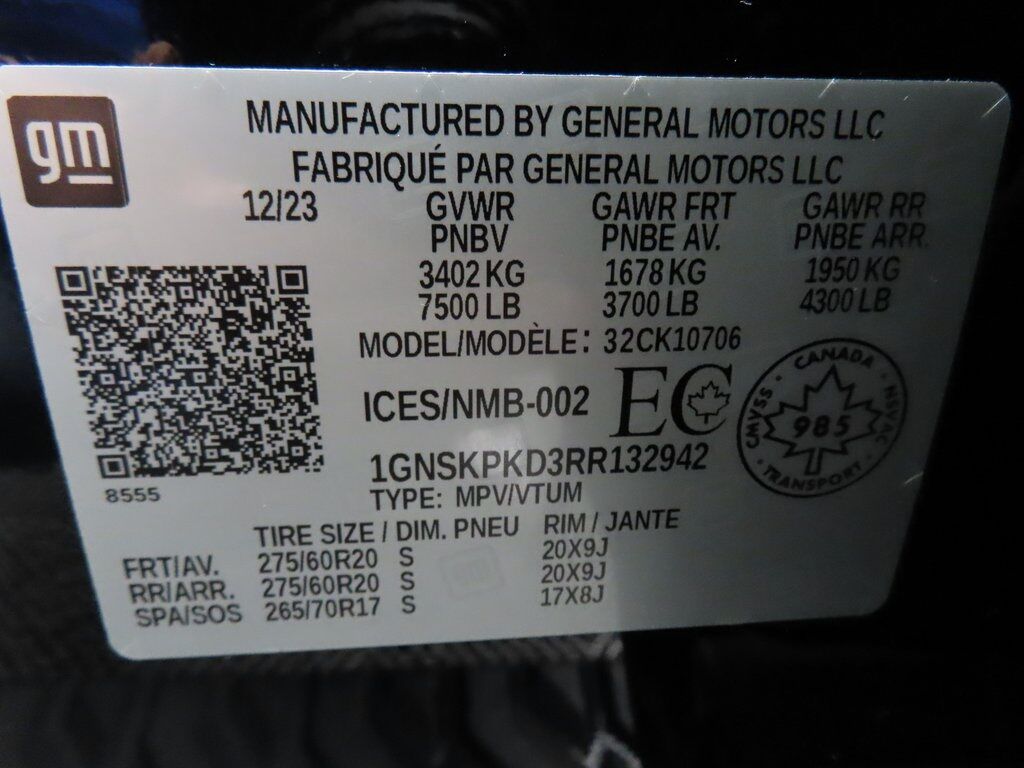 gm
MANUFACTURED BY GENERAL MOTORS LLC
FABRIQUÉ PAR GENERAL MOTORS LLC
12/23 GVWR GAWR FRT GAWR RR
PNBV PNBE AV. PNBE ARR.
3402 KG 1678 KG 1950 KG
7500 LB 3700 LB 4300 LB
MODEL/MODÈLE: 32CK10706
ICES/NMB-002 EC
CANADA
CMVSS 985 NSVAC
TRANSPORT
1GNSKPKD3RR132942
8555
TYPE: MPV/VTUM
TIRE SIZE / DIM. PNEU RIM / JANTE
FRT/AV. 275/60R20 S 20X9J
RR/ARR. 275/60R20 S 20X9J
SPA/SOS 265/70R17 S 17X8J